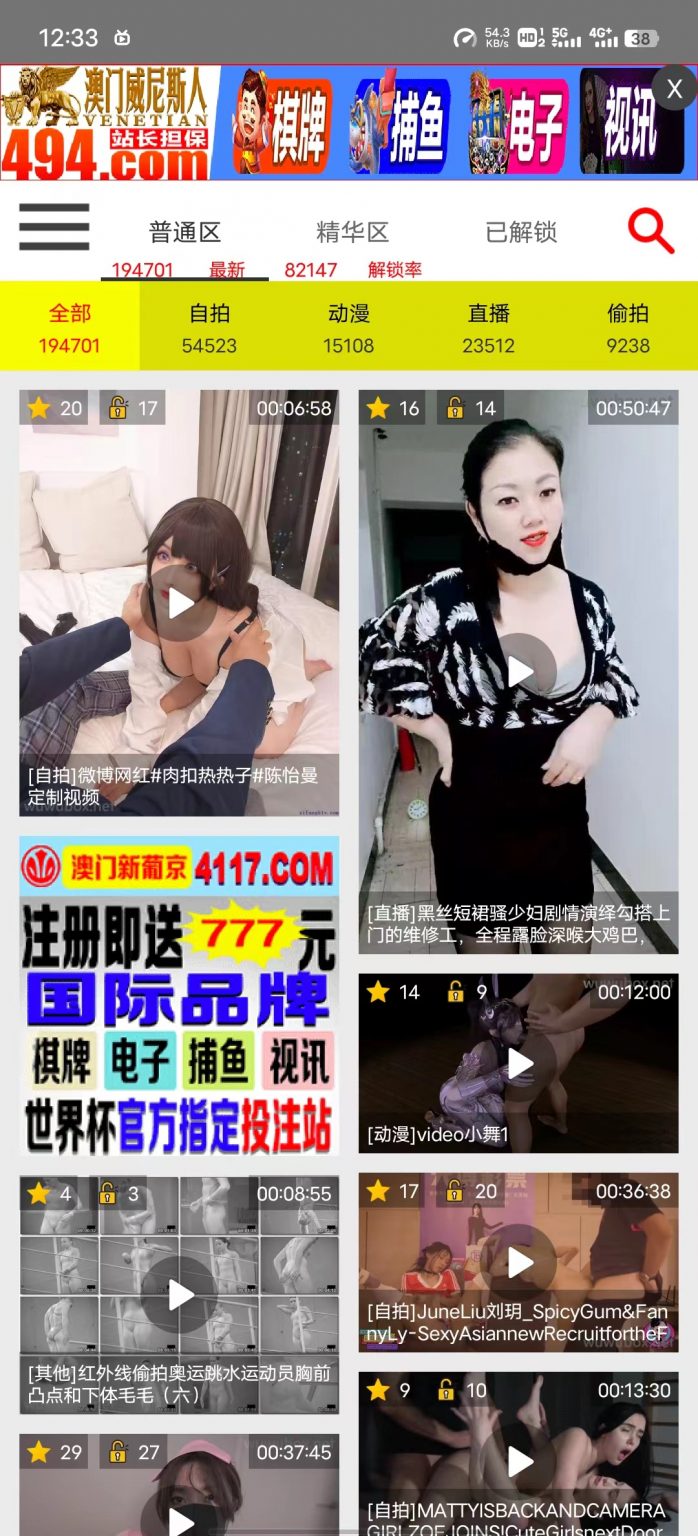 12:33
54.3 KB/s HD 1 2 5G 4G+ 38
澳门威尼斯人
VENETIAN
站长担保
494.com
棋牌 捕鱼 电子 视讯 X
普通区 精华区 已解锁
194701 最新 82147 解锁率
全部 自拍 动漫 直播 偷拍
194701 54523 15108 23512 9238
20 17 00:06:58
[自拍]微博网红#肉扣热热子#陈怡曼
定制视频
16 14 00:50:47
[直播]黑丝短裙骚少妇剧情演绎勾搭上
门的维修工，全程露脸深喉大鸡巴，
澳门新葡京 4117.COM
注册即送777元
国际品牌
棋牌 电子 捕鱼 视讯
世界杯官方指定投注站
14 9 00:12:00
[动漫]video小舞1
4 3 00:08:55
[其他]红外线偷拍奥运跳水运动员胸前
凸点和下体毛毛（六）
17 20 00:36:38
[自拍]JuneLiu刘玥_SpicyGum&Fan
nyLy-SexyAsiannewRecruitfortheF
9 10 00:13:30
[自拍]MATTYISBACKANDCAMERA
29 27 00:37:45